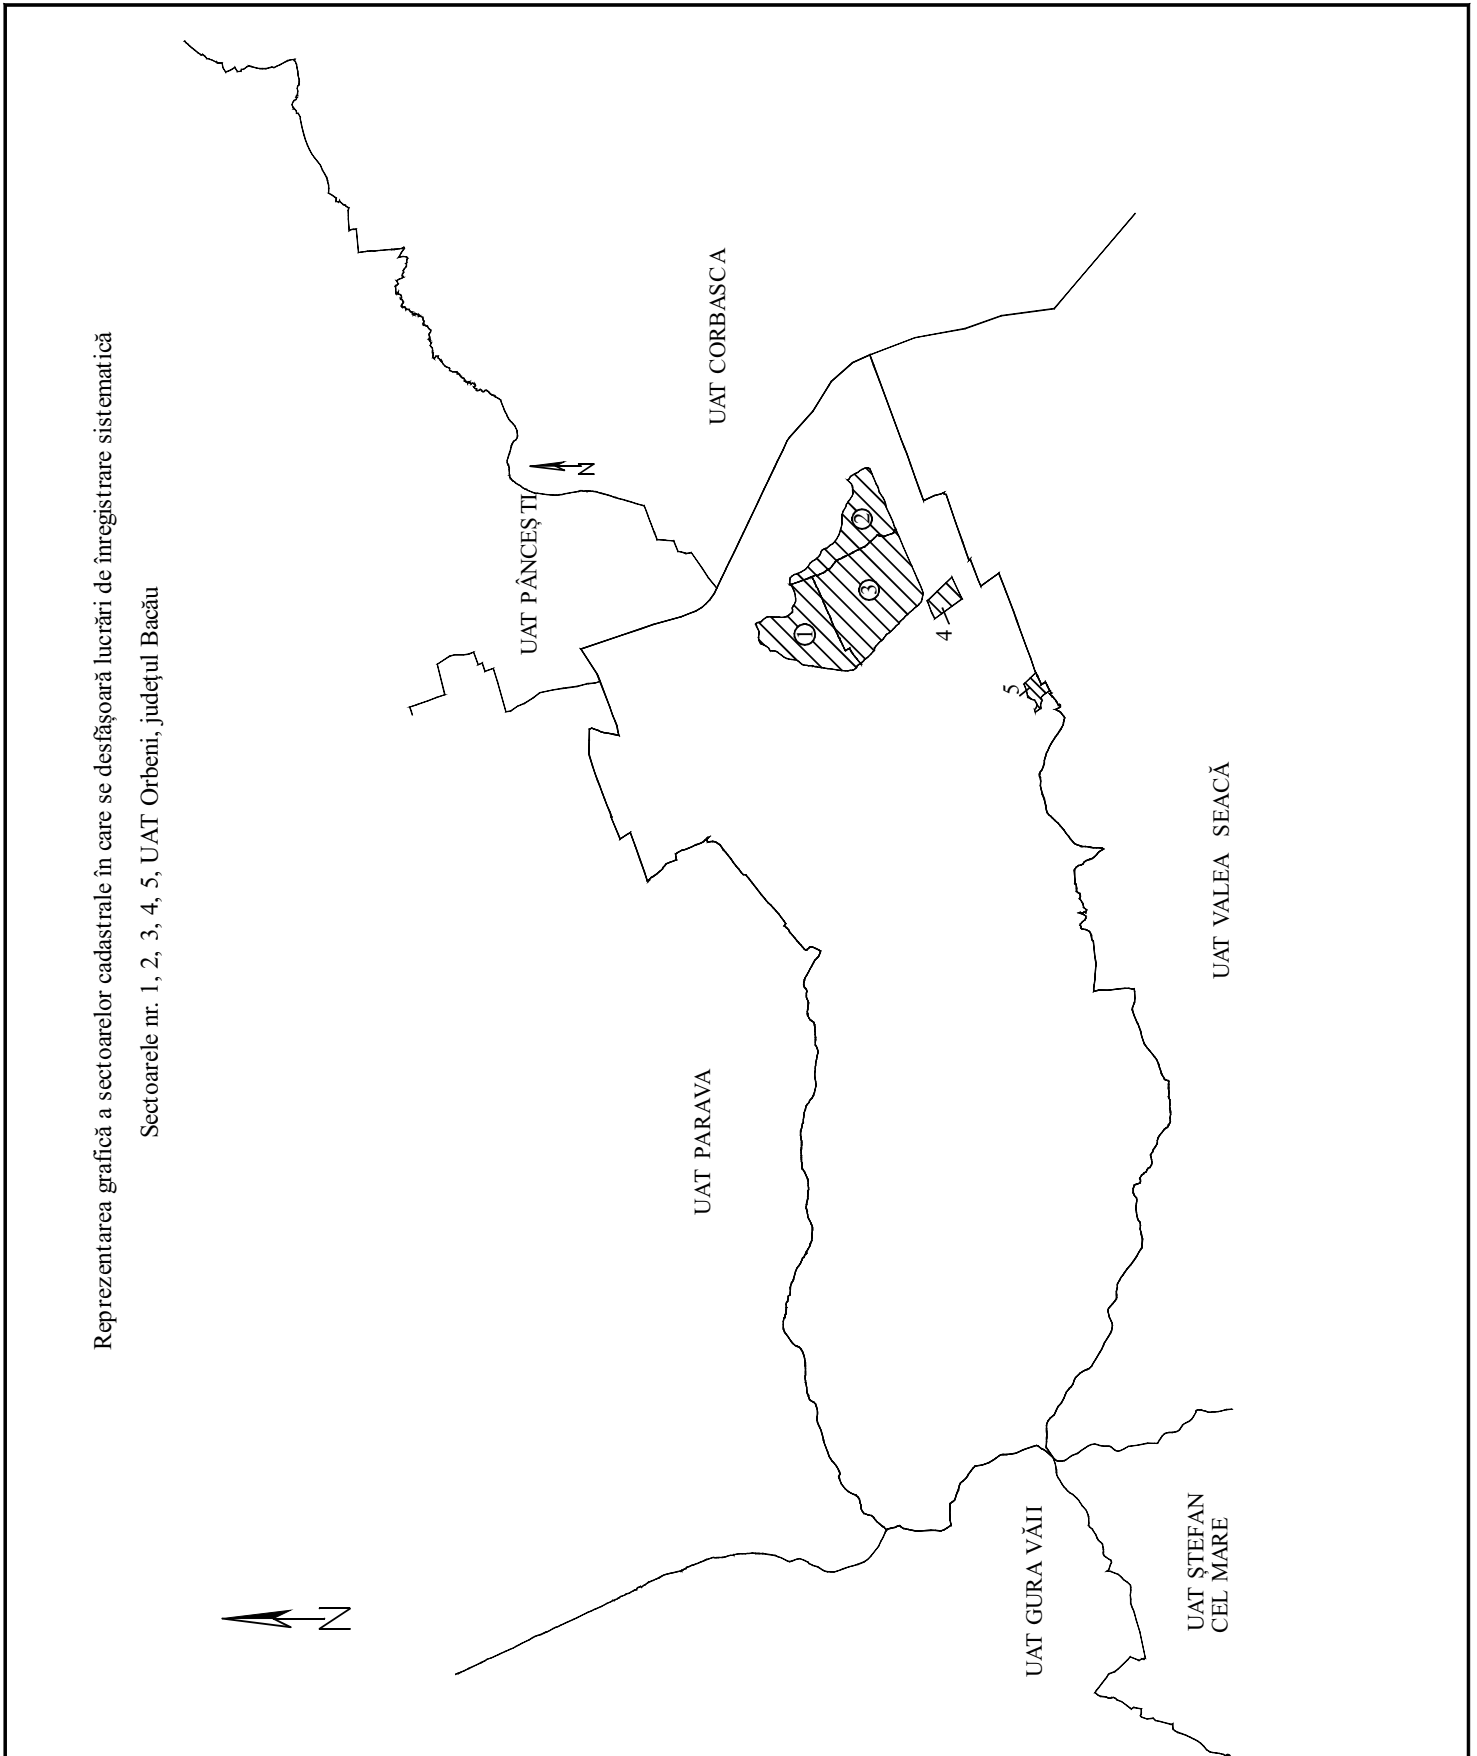 Reprezentarea grafică a sectoarelor cadastrale în care se desfășoară lucrări de înregistrare sistematică
Sectoarele nr. 1, 2, 3, 4, 5, UAT Orbeni, județul Bacău
N
UAT PÂNCEȘTI
N
UAT PARAVA
UAT CORBASCA
1
2
3
4
5
UAT GURA VĂII
UAT ȘTEFAN
CEL MARE
UAT VALEA SEACĂ